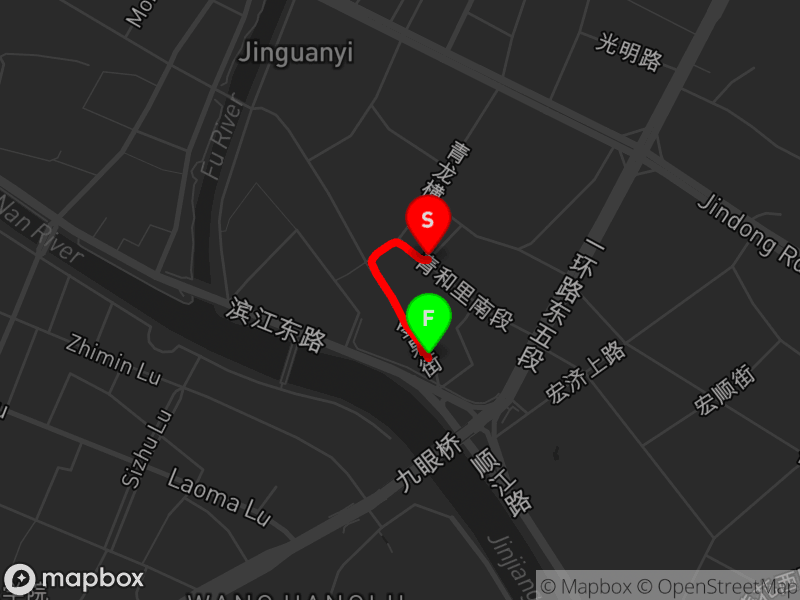 Jinguanyi
光明路
Fu River
青龙横
S
Jindong Ro
Nan River
青和里南段
一环路东五段
滨江东路
F
Zhimin Lu
宏济上路
宏顺街
Sizhu Lu
九眼桥
顺江路
Laoma Lu
Jinjiang
mapbox
© Mapbox © OpenStreetMap